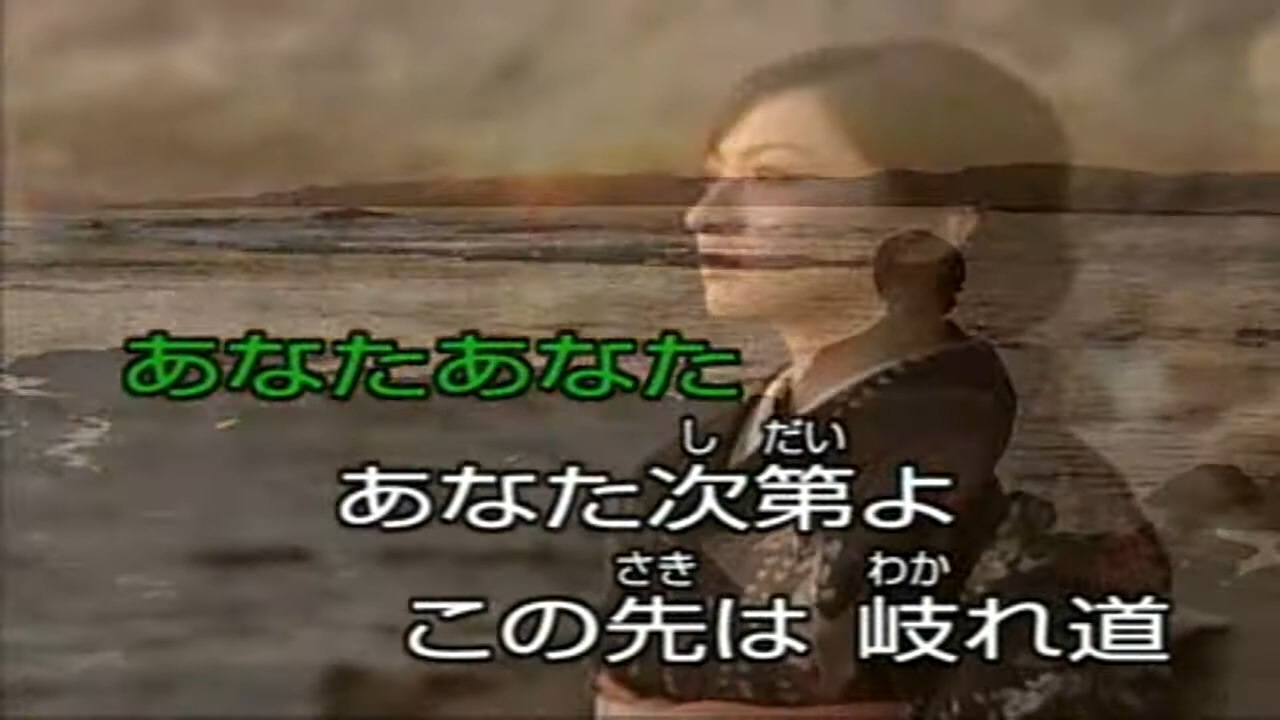 あなたあなた
しだい
あなた次第よ
さき わか
この先は 岐れ道